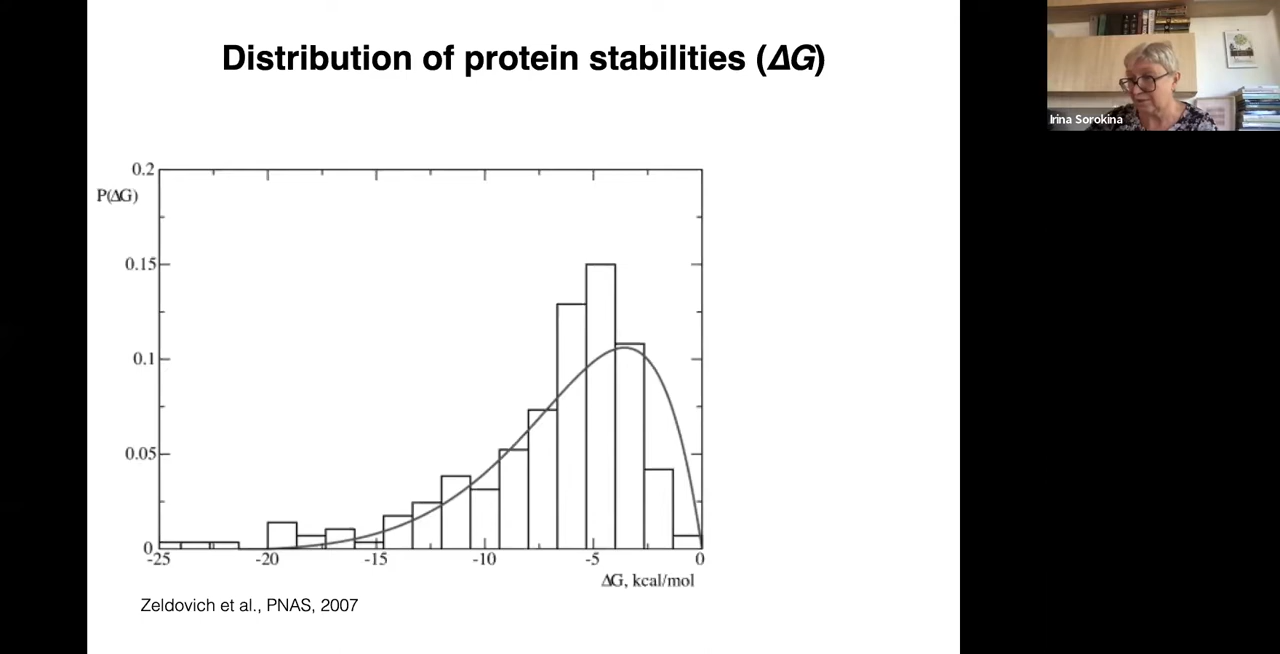 Distribution of protein stabilities (ΔG)
Irina Sorokina
0.2
P(ΔG)
0.15
0.1
0.05
0
-25 -20 -15 -10 -5 0
ΔG, kcal/mol
Zeldovich et al., PNAS, 2007